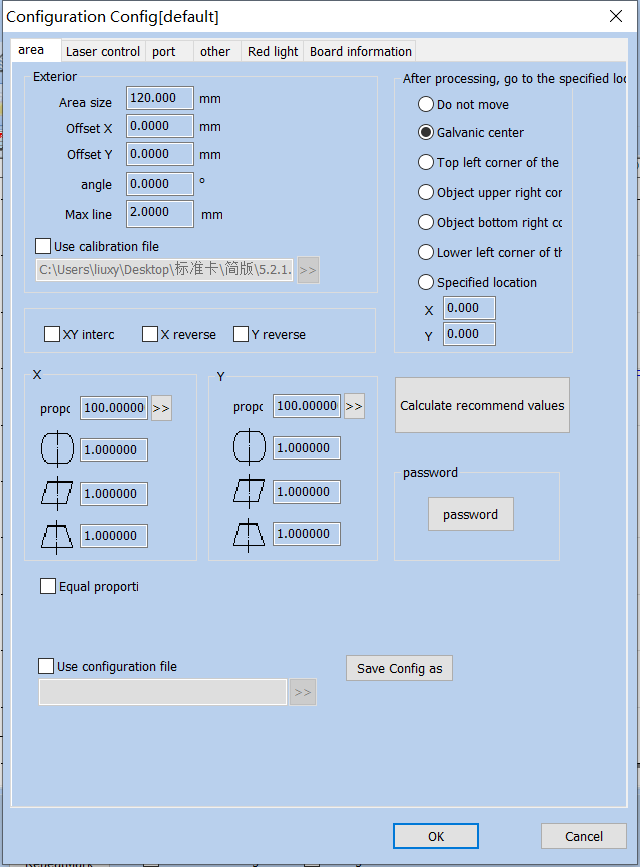 Configuration Config[default]
area
Laser control
port
other
Red light
Board information
Exterior
Area size 120.000 mm
Offset X 0.0000 mm
Offset Y 0.0000 mm
angle 0.0000 °
Max line 2.0000 mm
Use calibration file
C:\Users\liuxy\Desktop\标准卡\简版\5.2.1. >>
After processing, go to the specified loc
Do not move
Galvanic center
Top left corner of the
Object upper right cor
Object bottom right co
Lower left corner of th
Specified location
X 0.000
Y 0.000
XY interc
X reverse
Y reverse
X
propc 100.00000 >>
1.000000
1.000000
1.000000
Y
propc 100.00000 >>
1.000000
1.000000
1.000000
Calculate recommend values
password
password
Equal proporti
Use configuration file
>>
Save Config as
OK
Cancel